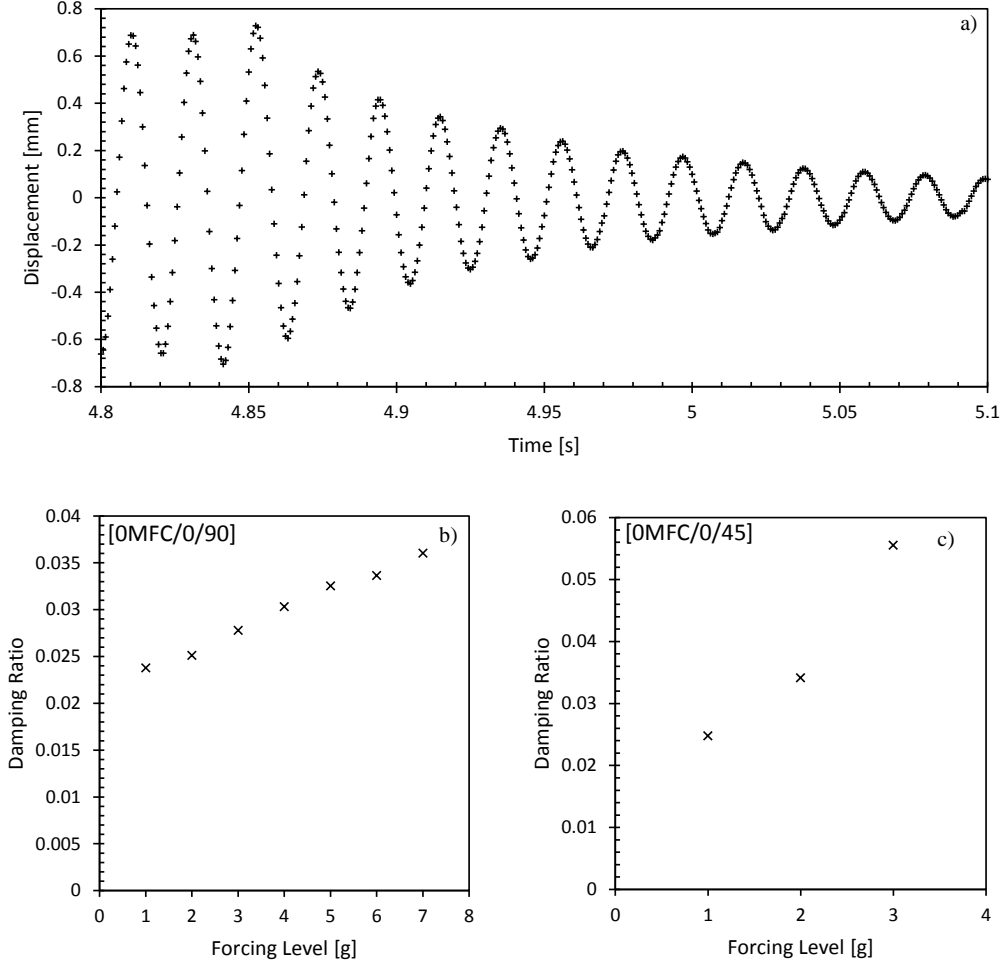 a)
0.8
0.6
0.4
0.2
0
-0.2
-0.4
-0.6
-0.8
Displacement [mm]
4.8 4.85 4.9 4.95 5 5.05 5.1
Time [s]
[0MFC/0/90]
b)
0.04
0.035
0.03
0.025
0.02
0.015
0.01
0.005
0
Damping Ratio
0 1 2 3 4 5 6 7 8
Forcing Level [g]
[0MFC/0/45]
c)
0.06
0.05
0.04
0.03
0.02
0.01
0
Damping Ratio
0 1 2 3 4
Forcing Level [g]